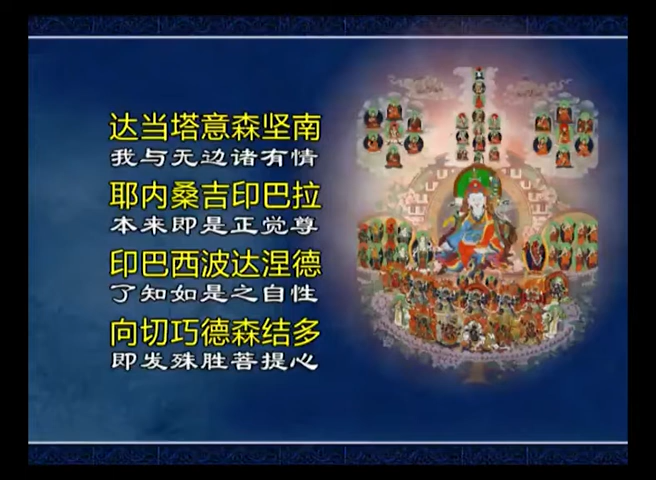 达当塔意森坚南
我与无边诸有情
耶内桑吉印巴拉
本来即是正觉尊
印巴西波达涅德
了知如是之自性
向切巧德森结多
即发殊胜菩提心